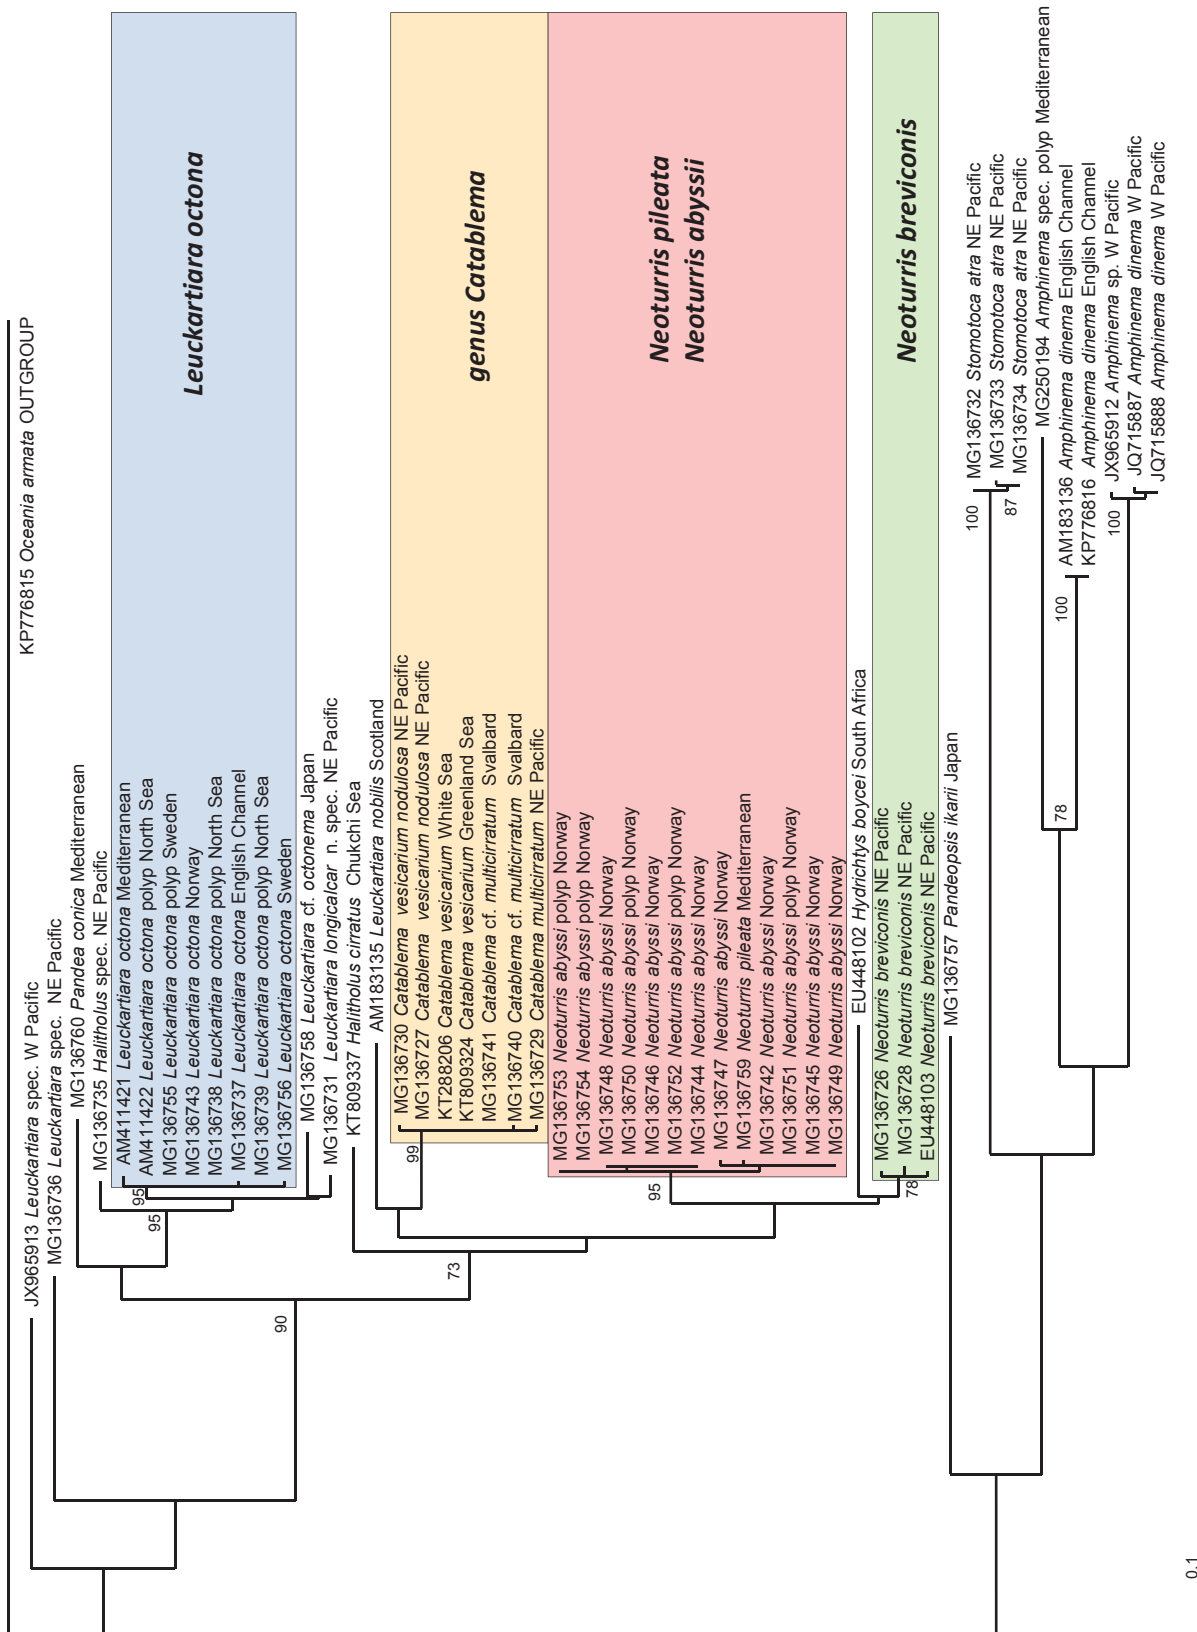 KP776815 Oceania armata OUTGROUP
JX965913 Leuckartiara spec. W Pacific
MG136736 Leuckartiara spec. NE Pacific
MG136760 Pandea conica Mediterranean
MG136735 Halitholus spec. NE Pacific
AM411421 Leuckartiara octona Mediterranean
AM411422 Leuckartiara octona polyp North Sea
MG136755 Leuckartiara octona polyp Sweden
MG136743 Leuckartiara octona Norway
MG136738 Leuckartiara octona polyp North Sea
MG136737 Leuckartiara octona English Channel
MG136739 Leuckartiara octona polyp North Sea
MG136756 Leuckartiara octona Sweden
Leuckartiara octona
MG136758 Leuckartiara cf. octonema Japan
MG136731 Leuckartiara longicalcar n. spec. NE Pacific
KT809337 Halitholus cirratus Chukchi Sea
AM183135 Leuckartiara nobilis Scotland
MG136730 Catablema vesicarium nodulosa NE Pacific
MG136727 Catablema vesicarium nodulosa NE Pacific
KT288206 Catablema vesicarium White Sea
KT809324 Catablema vesicarium Greenland Sea
MG136741 Catablema cf. multicirratum Svalbard
MG136740 Catablema cf. multicirratum Svalbard
MG136729 Catablema multicirratum NE Pacific
genus Catablema
MG136753 Neoturris abyssi polyp Norway
MG136754 Neoturris abyssi polyp Norway
MG136748 Neoturris abyssi Norway
MG136750 Neoturris abyssi polyp Norway
MG136746 Neoturris abyssi Norway
MG136752 Neoturris abyssi polyp Norway
MG136744 Neoturris abyssi Norway
MG136747 Neoturris abyssi Norway
MG136759 Neoturris pileata Mediterranean
MG136742 Neoturris abyssi Norway
MG136751 Neoturris abyssi polyp Norway
MG136745 Neoturris abyssi Norway
MG136749 Neoturris abyssi Norway
Neoturris pileata
Neoturris abyssii
EU448102 Hydrichtys boycei South Africa
MG136726 Neoturris breviconis NE Pacific
MG136728 Neoturris breviconis NE Pacific
EU448103 Neoturris breviconis NE Pacific
Neoturris breviconis
MG136757 Pandeopsis ikarii Japan
MG136732 Stomotoca atra NE Pacific
MG136733 Stomotoca atra NE Pacific
MG136734 Stomotoca atra NE Pacific
MG250194 Amphinema spec. polyp Mediterranean
AM183136 Amphinema dinema English Channel
KP776816 Amphinema dinema English Channel
JX965912 Amphinema sp. W Pacific
JQ715887 Amphinema dinema W Pacific
JQ715888 Amphinema dinema W Pacific
95
95
90
73
99
95
78
100
87
100
78
100
0.1